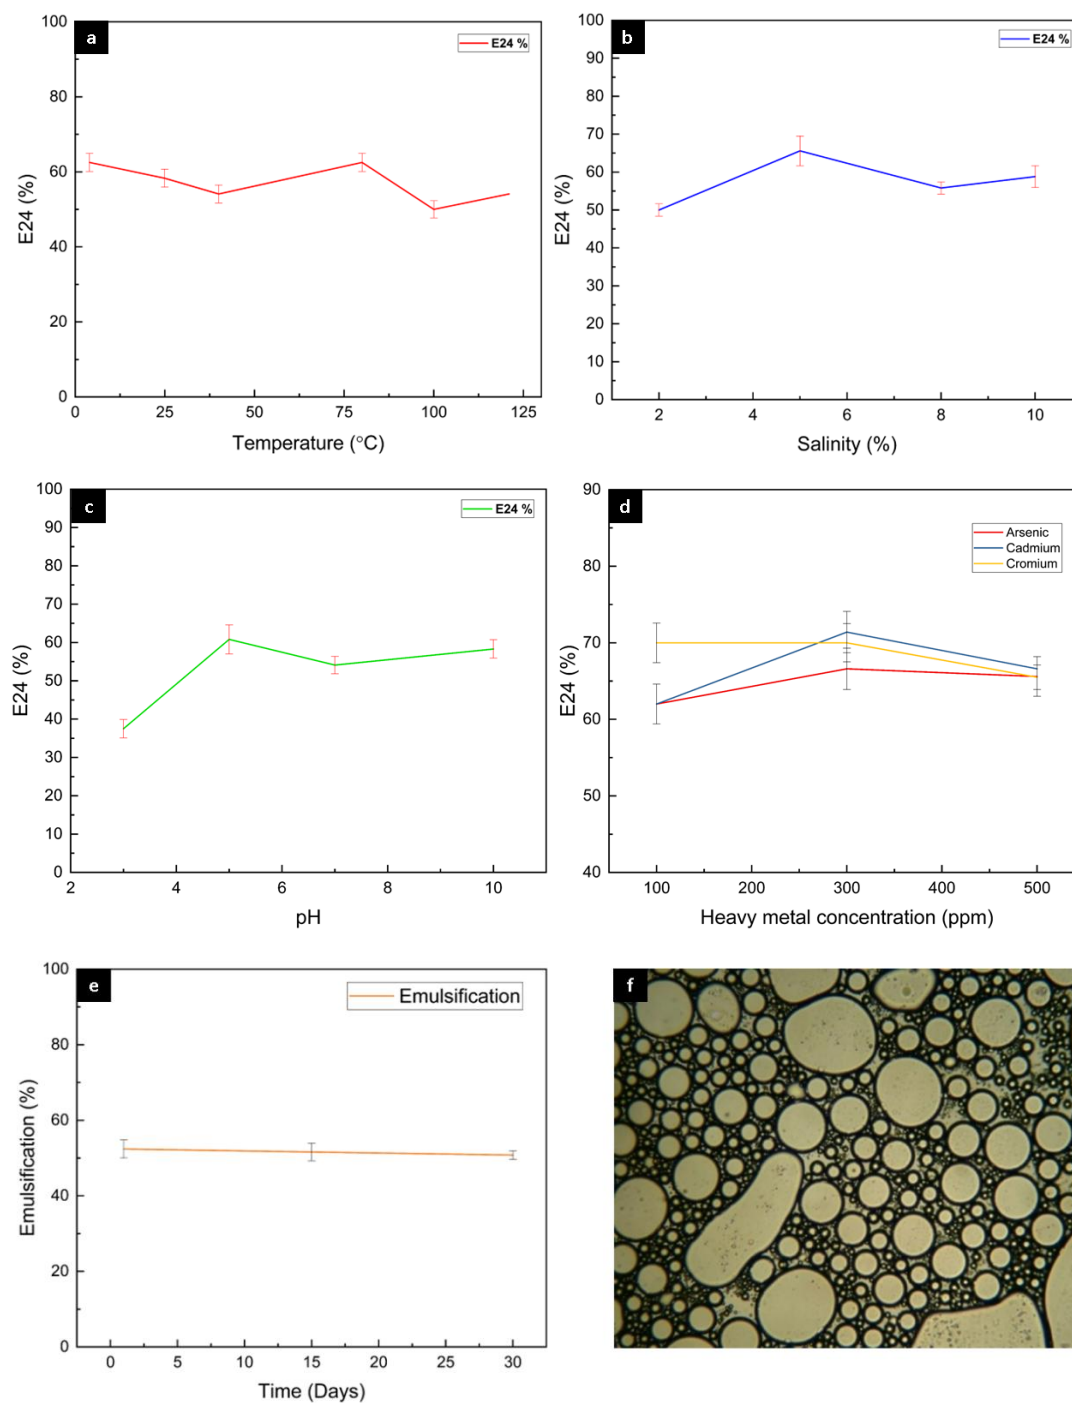 a
E24 %
100
80
60
40
20
0
E24 (%)
0 25 50 75 100 125
Temperature (°C)
b
E24 %
100
90
80
70
60
50
40
30
20
10
0
E24 (%)
2 4 6 8 10
Salinity (%)
c
E24 %
100
90
80
70
60
50
40
30
20
10
0
E24 (%)
2 4 6 8 10
pH
d
Arsenic
Cadmium
Cromium
90
80
70
60
50
40
E24 (%)
100 200 300 400 500
Heavy metal concentration (ppm)
e
Emulsification
100
80
60
40
20
0
Emulsification (%)
0 5 10 15 20 25 30
Time (Days)
f